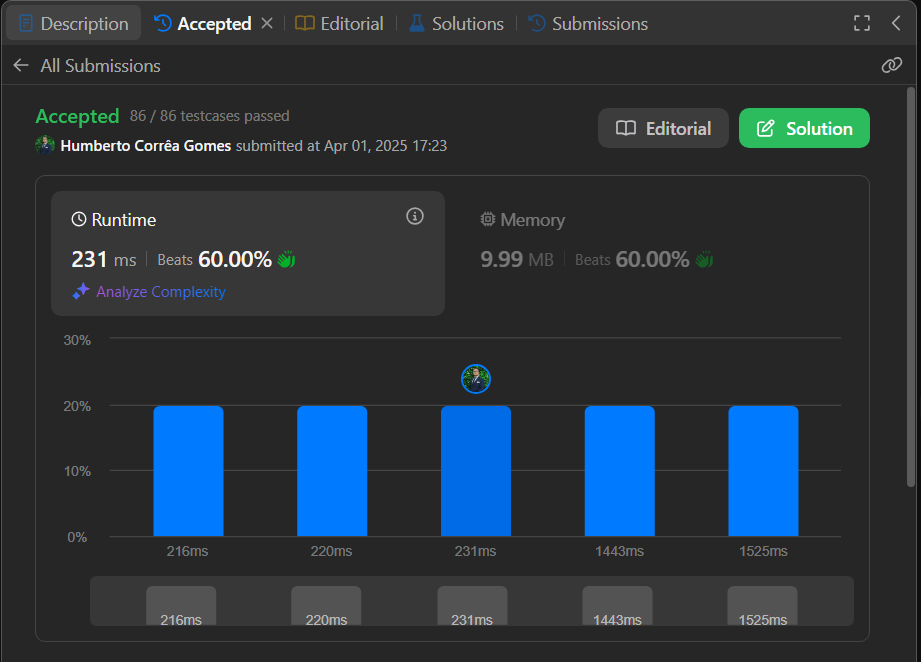 Description Accepted Editorial Solutions Submissions
All Submissions
Accepted 86 / 86 testcases passed
Humberto Corrêa Gomes submitted at Apr 01, 2025 17:23
Editorial Solution
Runtime
231 ms Beats 60.00%
Analyze Complexity
Memory
9.99 MB Beats 60.00%
30%
20%
10%
0%
216ms 220ms 231ms 1443ms 1525ms
216ms 220ms 231ms 1443ms 1525ms